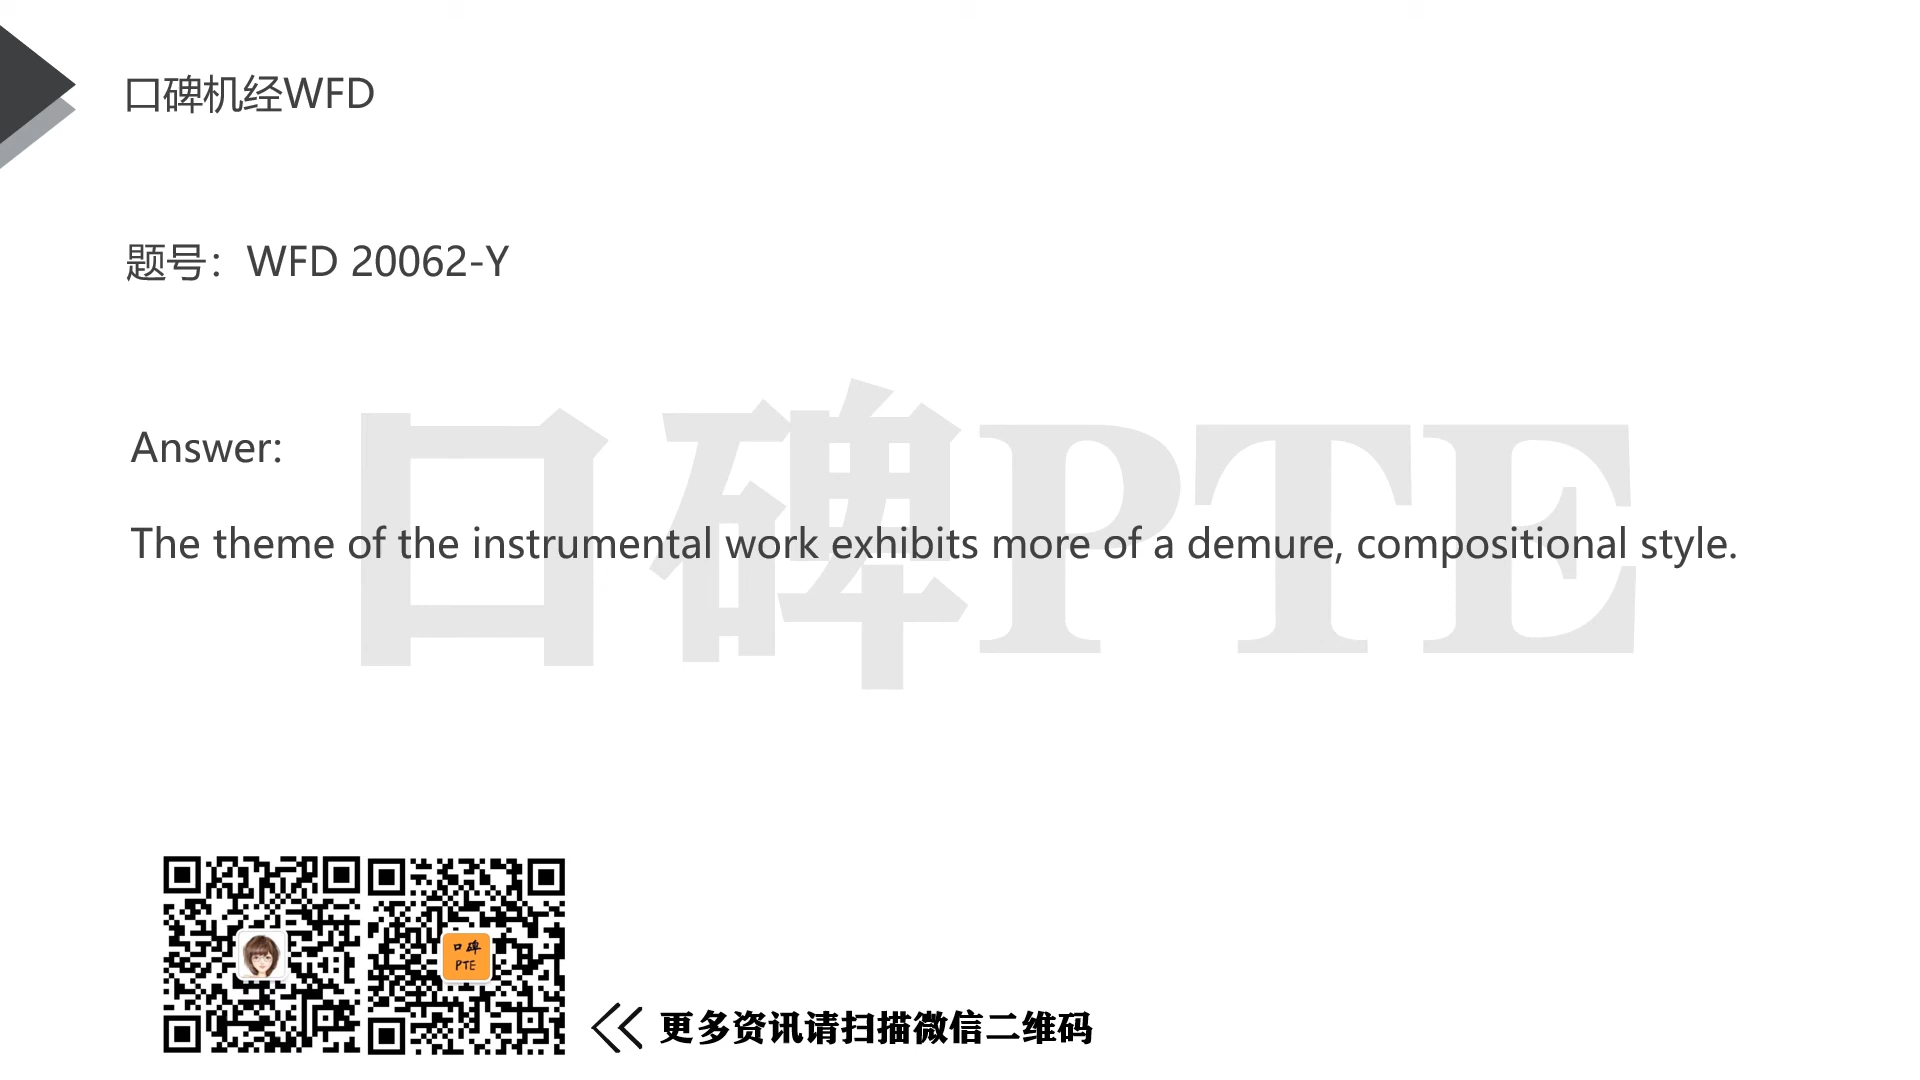 口碑机经WFD
题号：WFD 20062-Y
Answer:
口碑PTE
The theme of the instrumental work exhibits more of a demure, compositional style.
口碑
PTE
更多资讯请扫描微信二维码